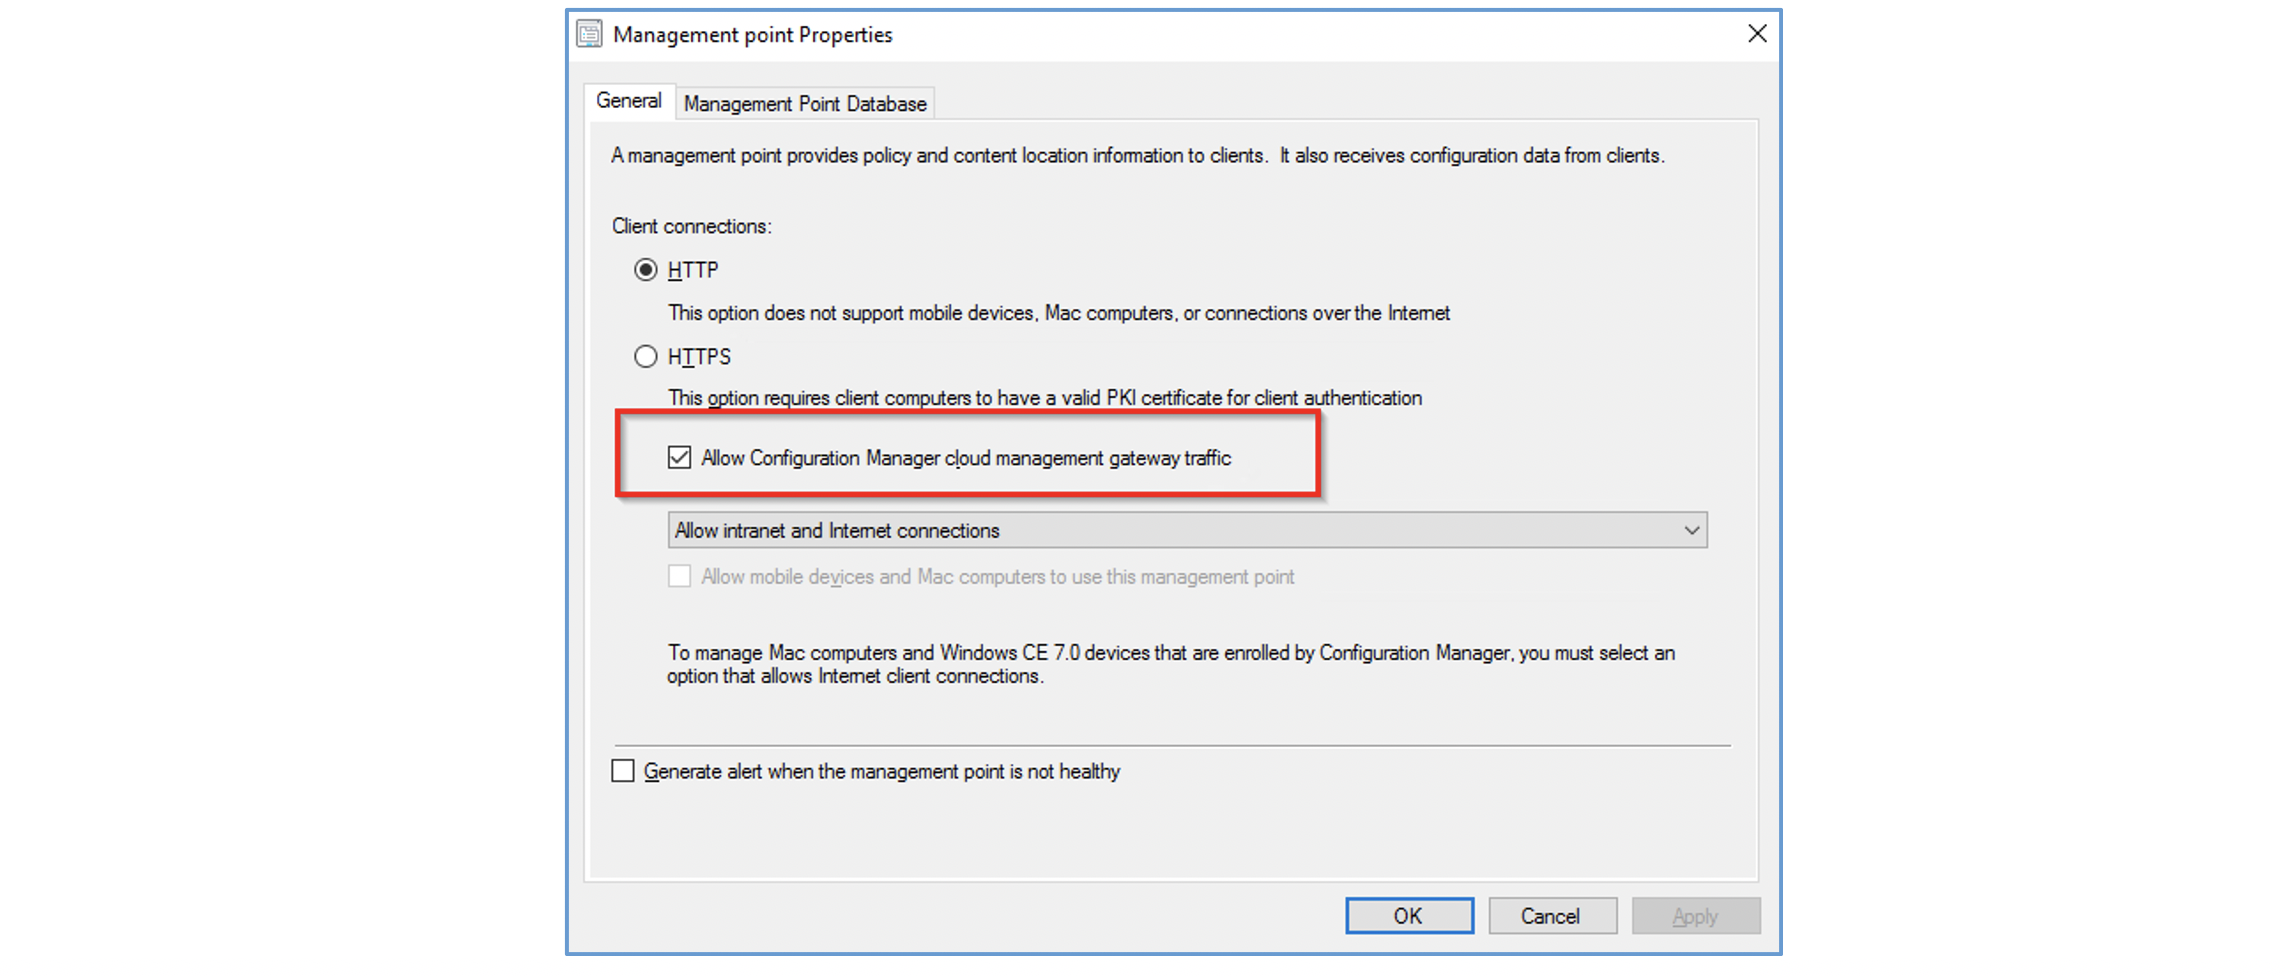 Management point Properties
General
Management Point Database
A management point provides policy and content location information to clients.  It also receives configuration data from clients.
Client connections:
HTTP
This option does not support mobile devices, Mac computers, or connections over the Internet
HTTPS
This option requires client computers to have a valid PKI certificate for client authentication
Allow Configuration Manager cloud management gateway traffic
Allow intranet and Internet connections
Allow mobile devices and Mac computers to use this management point
To manage Mac computers and Windows CE 7.0 devices that are enrolled by Configuration Manager, you must select an
option that allows Internet client connections.
Generate alert when the management point is not healthy
OK
Cancel
Apply